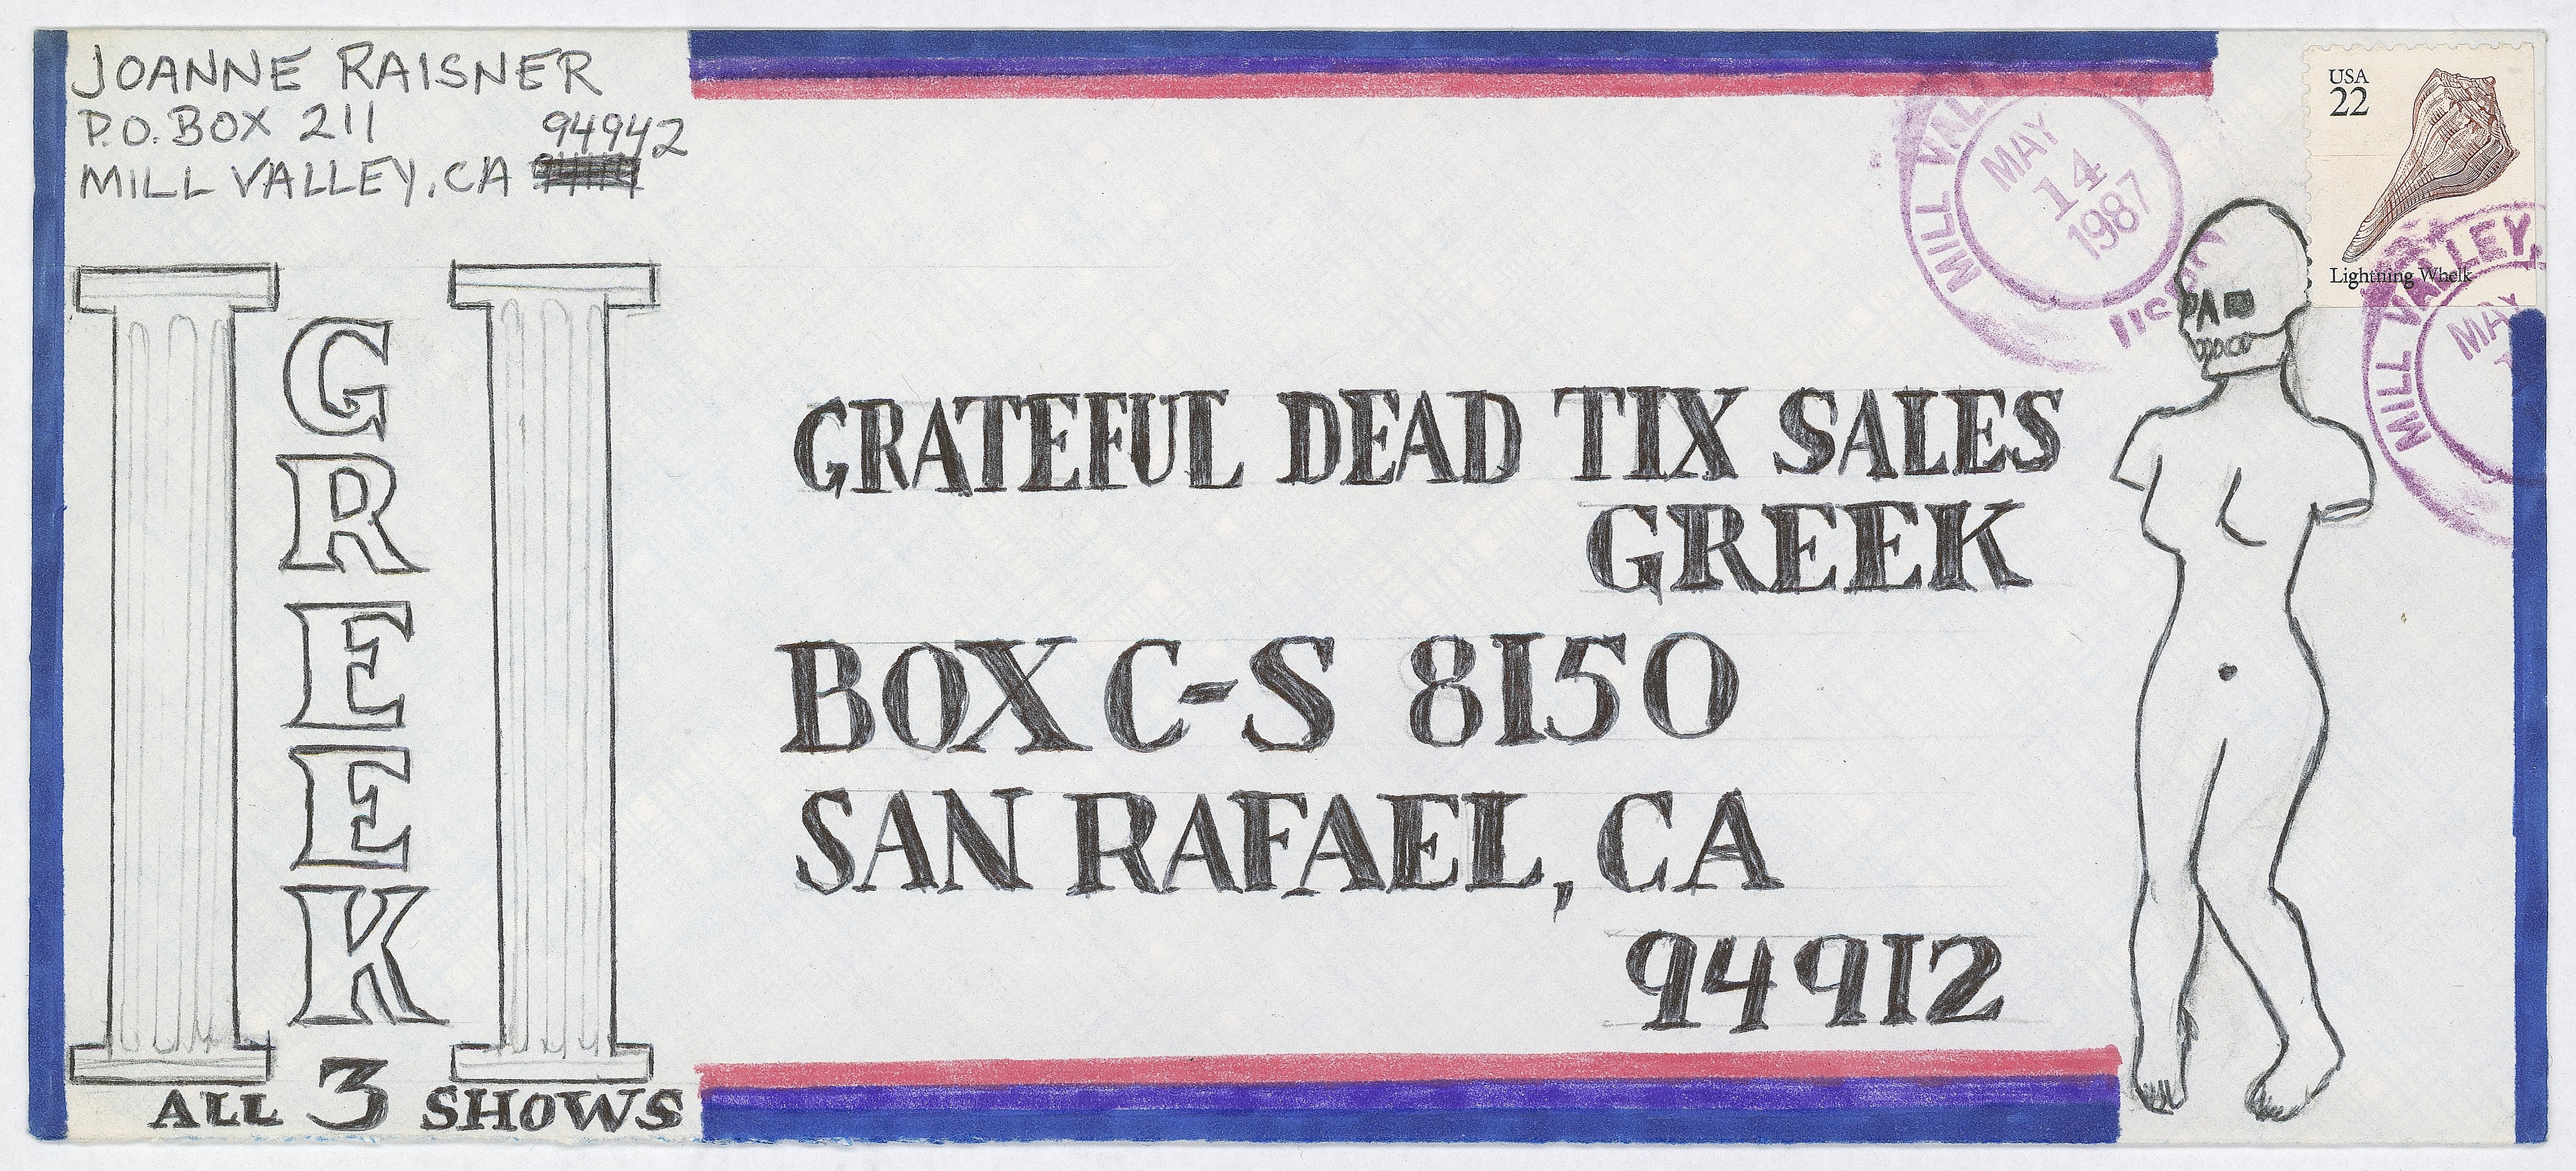 JOANNE RAISNER
P.O. BOX 211
94942
MILL VALLEY, CA
GREEK
ALL 3 SHOWS
GRATEFUL DEAD TIX SALES
GREEK
BOX C-S 8150
SAN RAFAEL, CA
94912
MILL VALLEY
MAY
14
1987
USPO
USA
22
Lightning Whelk
MILL VALLEY,
MAY